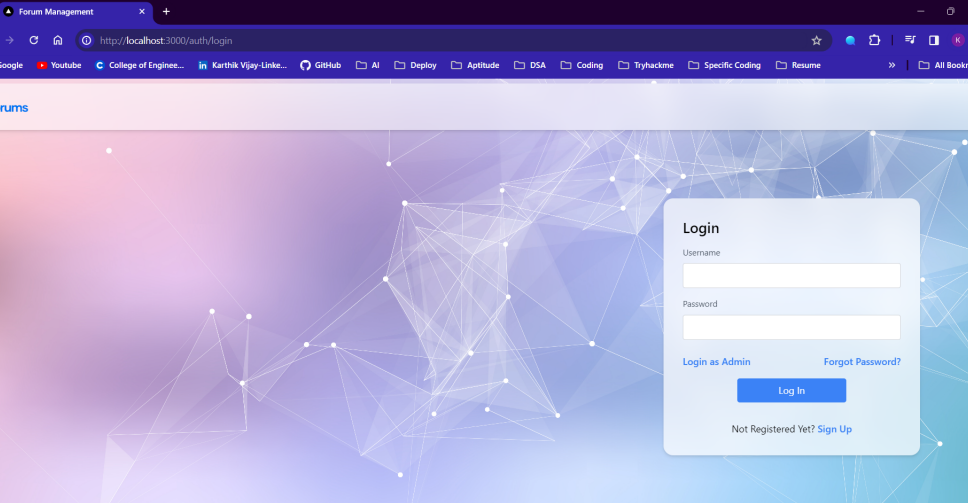 Forum Management
http://localhost:3000/auth/login
Google Youtube College of Enginee... Karthik Vijay-Linke... GitHub AI Deploy Aptitude DSA Coding Tryhackme Specific Coding Resume » All Bookm
K
rums
Login
Username
Password
Login as Admin Forgot Password?
Log In
Not Registered Yet? Sign Up